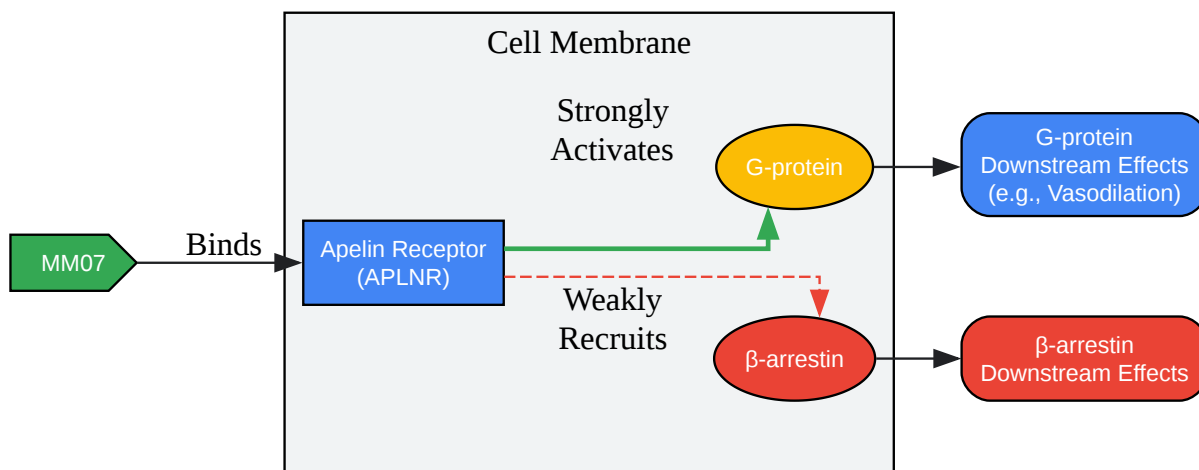 Cell Membrane
Strongly
Activates
G-protein
G-protein
Downstream Effects
(e.g., Vasodilation)
MM07
Binds
Apelin Receptor
(APLNR)
Weakly
Recruits
β-arrestin
β-arrestin
Downstream Effects